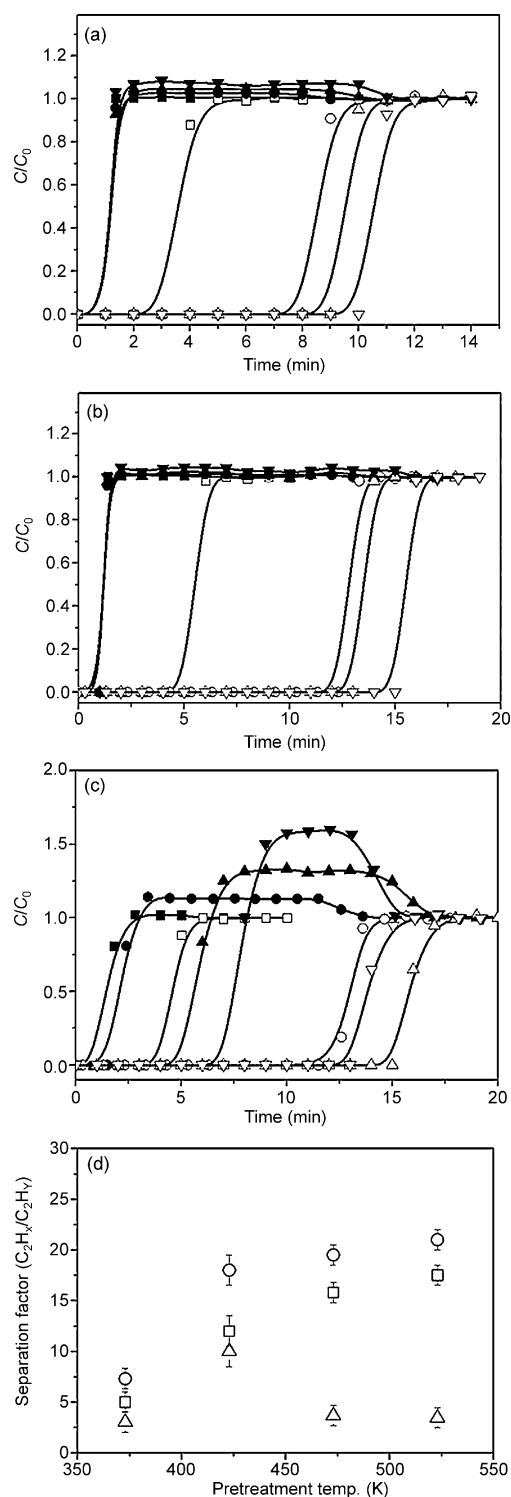 (a)
1.2
1.0
0.8
0.6
0.4
0.2
0.0
C/C₀
0 2 4 6 8 10 12 14
Time (min)
(b)
1.2
1.0
0.8
0.6
0.4
0.2
0.0
C/C₀
0 5 10 15 20
Time (min)
(c)
2.0
1.5
1.0
0.5
0.0
C/C₀
0 5 10 15 20
Time (min)
(d)
30
25
20
15
10
5
0
Separation factor (C₂Hₓ/C₂H_Y)
350 400 450 500 550
Pretreatment temp. (K)